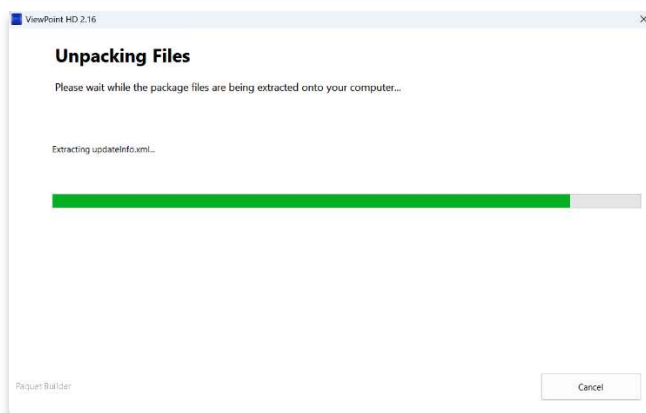 ViewPoint HD 2.16
Unpacking Files
Please wait while the package files are being extracted onto your computer...
Extracting updateInfo.xml...
Paquet Builder
Cancel